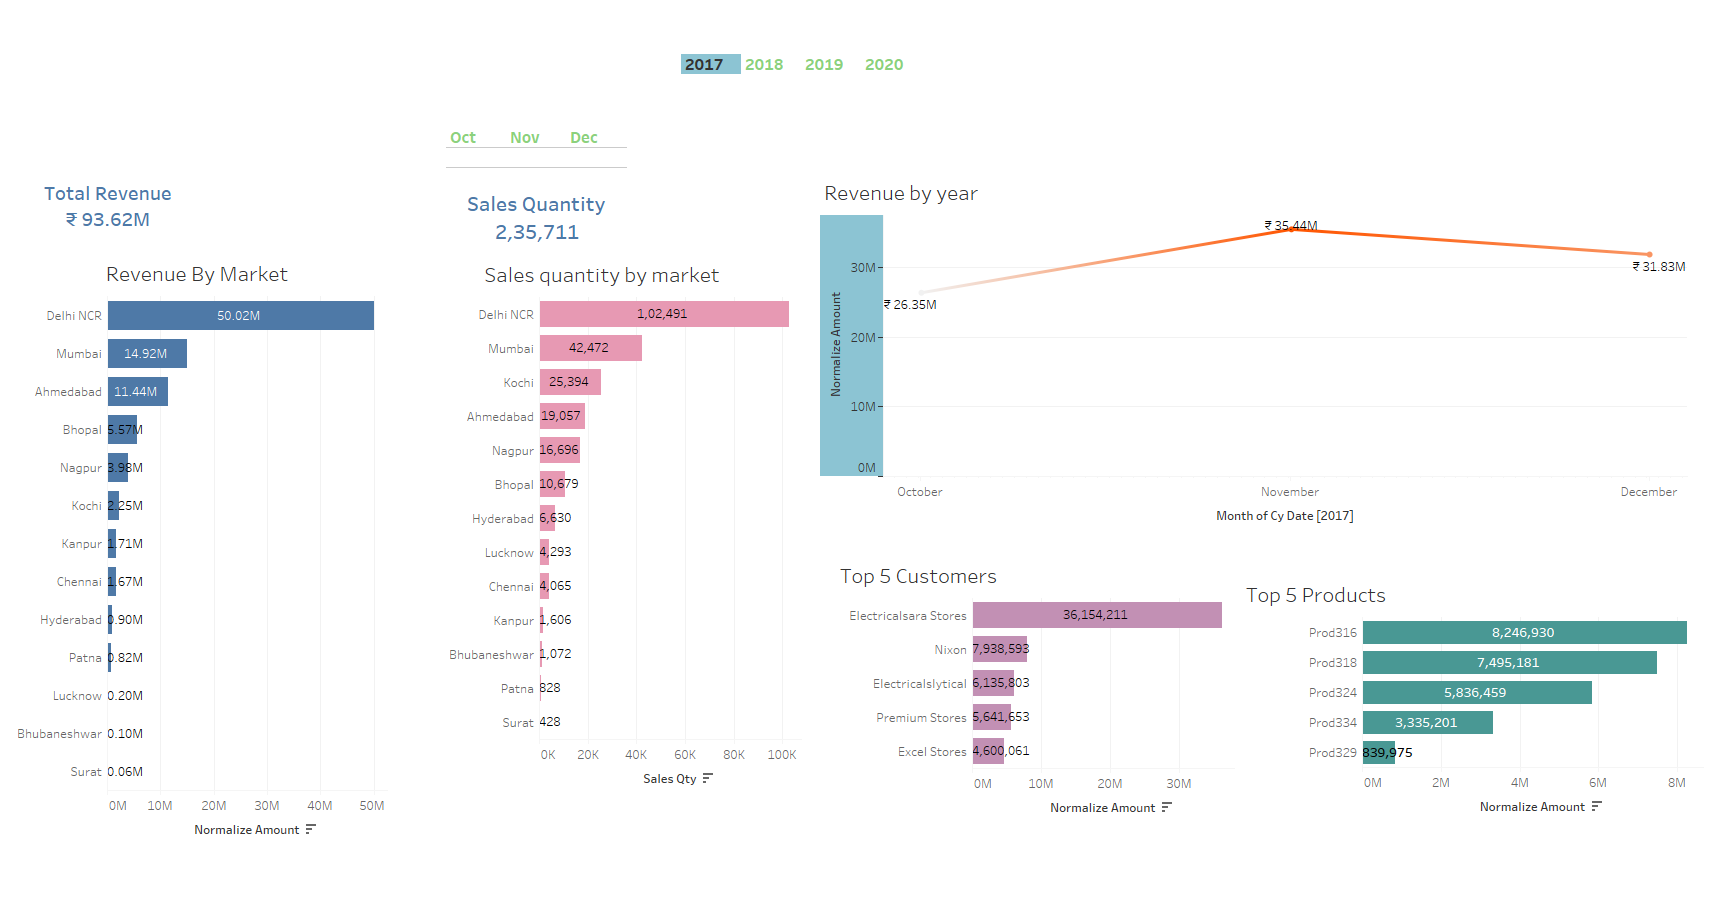 2017 2018 2019 2020
Oct Nov Dec
Total Revenue
₹ 93.62M
Sales Quantity
2,35,711
Revenue By Market
Delhi NCR 50.02M
Mumbai 14.92M
Ahmedabad 11.44M
Bhopal 5.57M
Nagpur 3.98M
Kochi 2.25M
Kanpur 1.71M
Chennai 1.67M
Hyderabad 0.90M
Patna 0.82M
Lucknow 0.20M
Bhubaneshwar 0.10M
Surat 0.06M
0M 10M 20M 30M 40M 50M
Normalize Amount
Sales quantity by market
Delhi NCR 1,02,491
Mumbai 42,472
Kochi 25,394
Ahmedabad 19,057
Nagpur 16,696
Bhopal 10,679
Hyderabad 6,630
Lucknow 4,293
Chennai 4,065
Kanpur 1,606
Bhubaneshwar 1,072
Patna 828
Surat 428
0K 20K 40K 60K 80K 100K
Sales Qty
Revenue by year
Normalize Amount
30M
20M
10M
0M
₹ 26.35M
₹ 35.44M
₹ 31.83M
October November December
Month of Cy Date [2017]
Top 5 Customers
Electricalsara Stores 36,154,211
Nixon 7,938,593
Electricalslytical 6,135,803
Premium Stores 5,641,653
Excel Stores 4,600,061
0M 10M 20M 30M
Normalize Amount
Top 5 Products
Prod316 8,246,930
Prod318 7,495,181
Prod324 5,836,459
Prod334 3,335,201
Prod329 839,975
0M 2M 4M 6M 8M
Normalize Amount